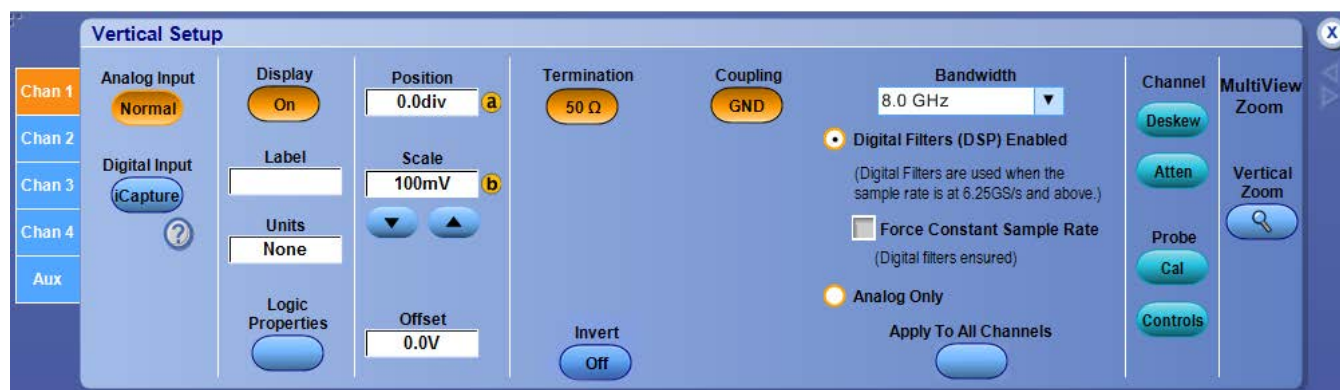 Vertical Setup
X
Chan 1
Chan 2
Chan 3
Chan 4
Aux
Analog Input
Normal
Digital Input
iCapture
?
Display
On
Label
Units
None
Logic
Properties
Position
0.0div
a
Scale
100mV
b
Offset
0.0V
Termination
50 Ω
Invert
Off
Coupling
GND
Bandwidth
8.0 GHz
Digital Filters (DSP) Enabled
(Digital Filters are used when the
sample rate is at 6.25GS/s and above.)
Force Constant Sample Rate
(Digital filters ensured)
Analog Only
Apply To All Channels
Channel
Deskew
Atten
Probe
Cal
Controls
MultiView
Zoom
Vertical
Zoom